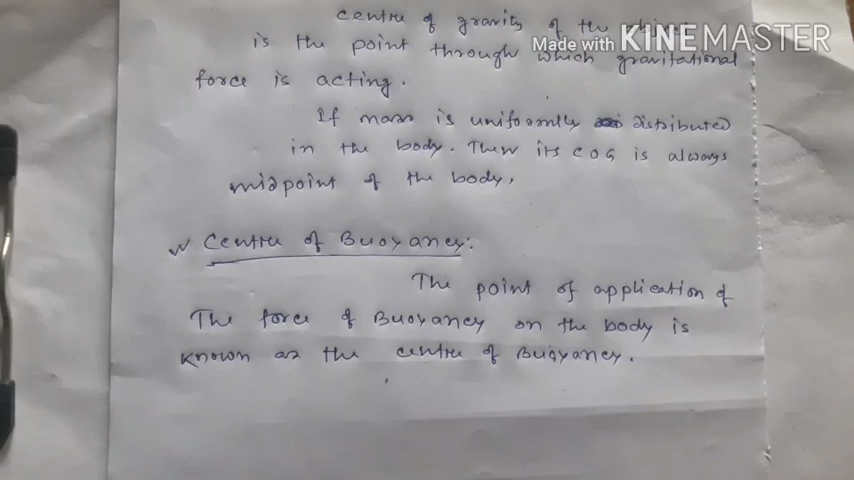 Centre of gravity of the object
Made with KINEMASTER
is the point through which gravitational
force is acting.
If mass is uniformly distributed
in the body. Then its COG is always
midpoint of the body.
Centre of Buoyancy:
The point of application of
The force of Buoyancy on the body is
known as the centre of Buoyancy.